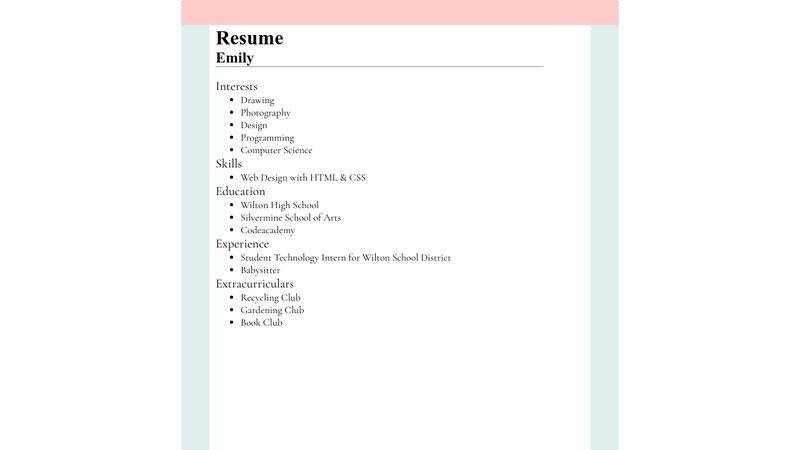 Resume
Emily
Interests
Drawing
Photography
Design
Programming
Computer Science
Skills
Web Design with HTML & CSS
Education
Wilton High School
Silvermine School of Arts
Codeacademy
Experience
Student Technology Intern for Wilton School District
Babysitter
Extracurriculars
Recycling Club
Gardening Club
Book Club